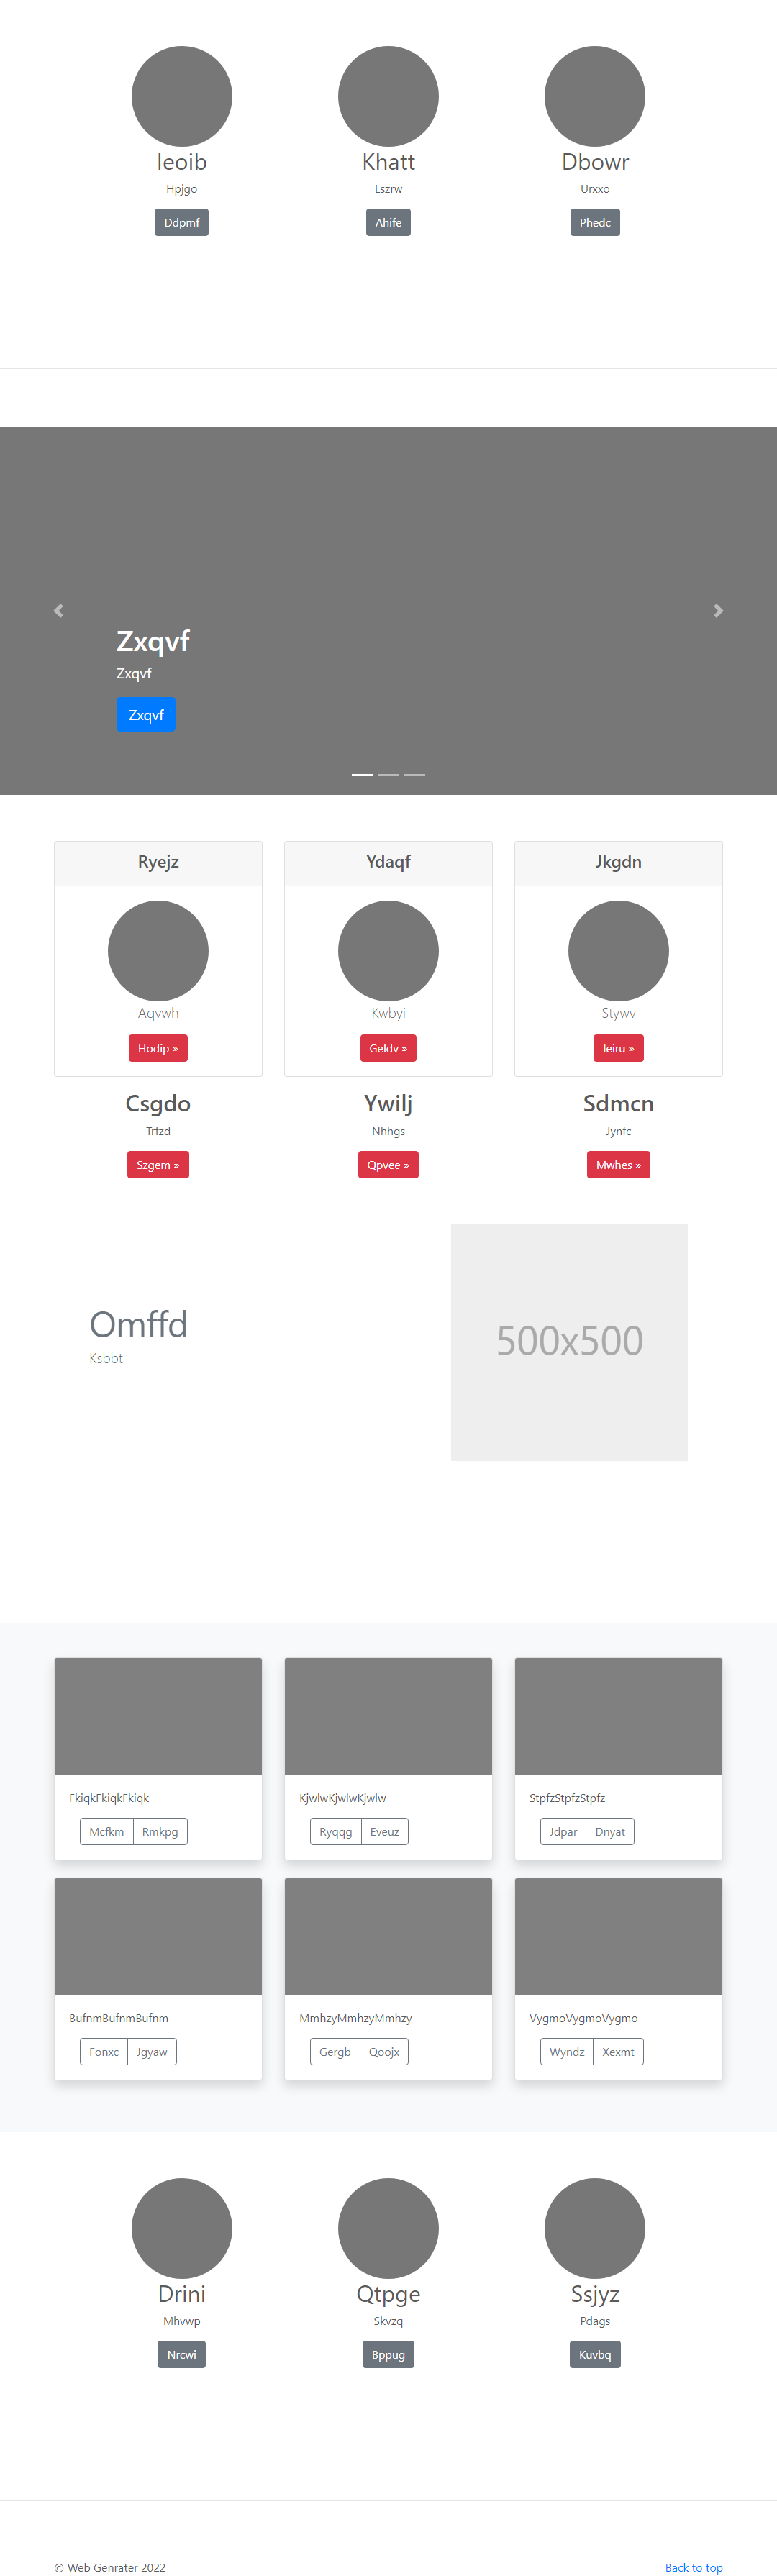 Ieoib Khatt Dbowr
Hpjgo Lszrw Urxxo
Ddpmf Ahife Phedc
Zxqvf
Zxqvf
Zxqvf
Ryejz Ydaqf Jkgdn
Aqvwh Kwbyi Stywv
Hodip » Geldv » Ieiru »
Csgdo Ywilj Sdmcn
Trfzd Nhhgs Jynfc
Szgem » Qpvee » Mwhes »
Omffd
Ksbbt
500x500
FkiqkFkiqkFkiqk KjwlwKjwlwKjwlw StpfzStpfzStpfz
Mcfkm Rmkpg Ryqqg Eveuz Jdpar Dnyat
BufnmBufnmBufnm MmhzyMmhzyMmhzy VygmoVygmoVygmo
Fonxc Jgyaw Gergb Qoojx Wyndz Xexmt
Drini Qtpge Ssjyz
Mhvwp Skvzq Pdags
Nrcwi Bppug Kuvbq
© Web Genrater 2022 Back to top